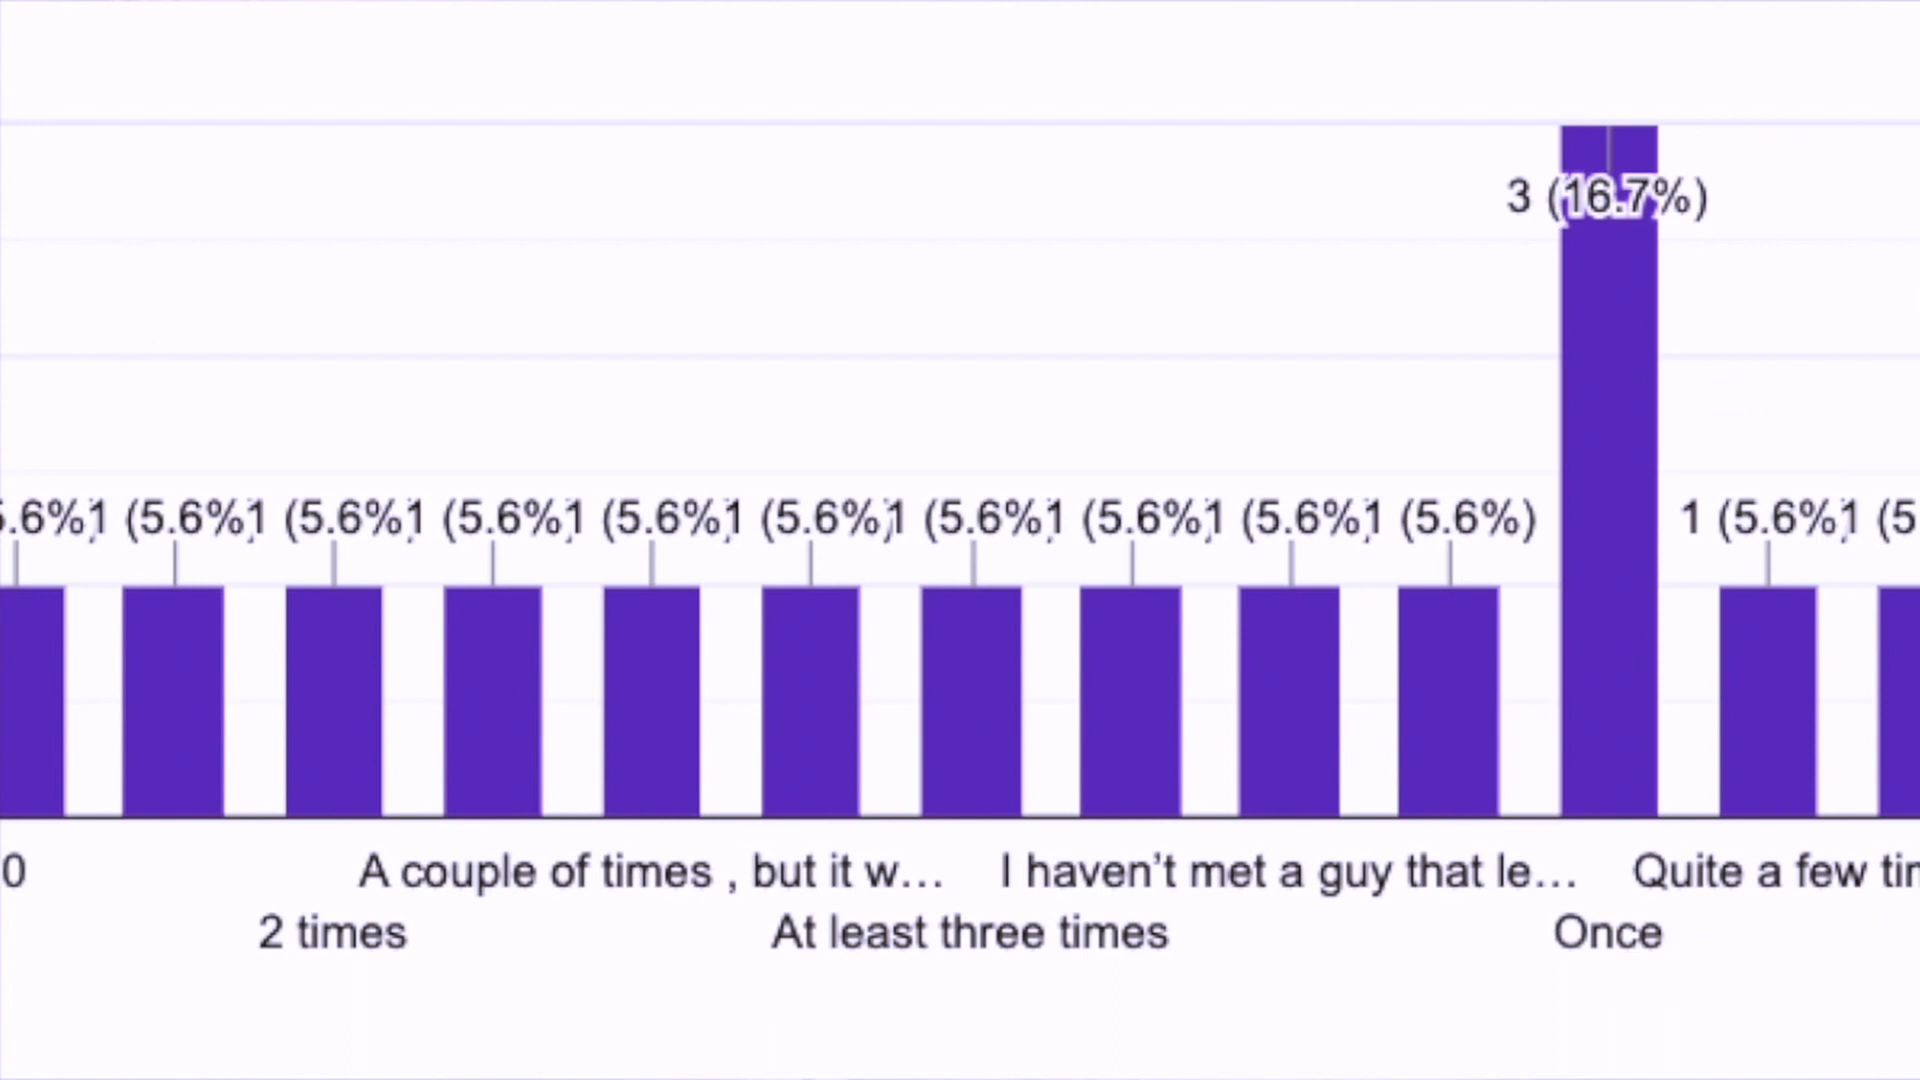 3 (16.7%)
5.6%) 1 (5.6%) 1 (5.6%) 1 (5.6%) 1 (5.6%) 1 (5.6%) 1 (5.6%) 1 (5.6%) 1 (5.6%) 1 (5.6%) 1 (5.6%) 1 (5
0 A couple of times , but it w… I haven’t met a guy that le… Quite a few
2 times At least three times Once